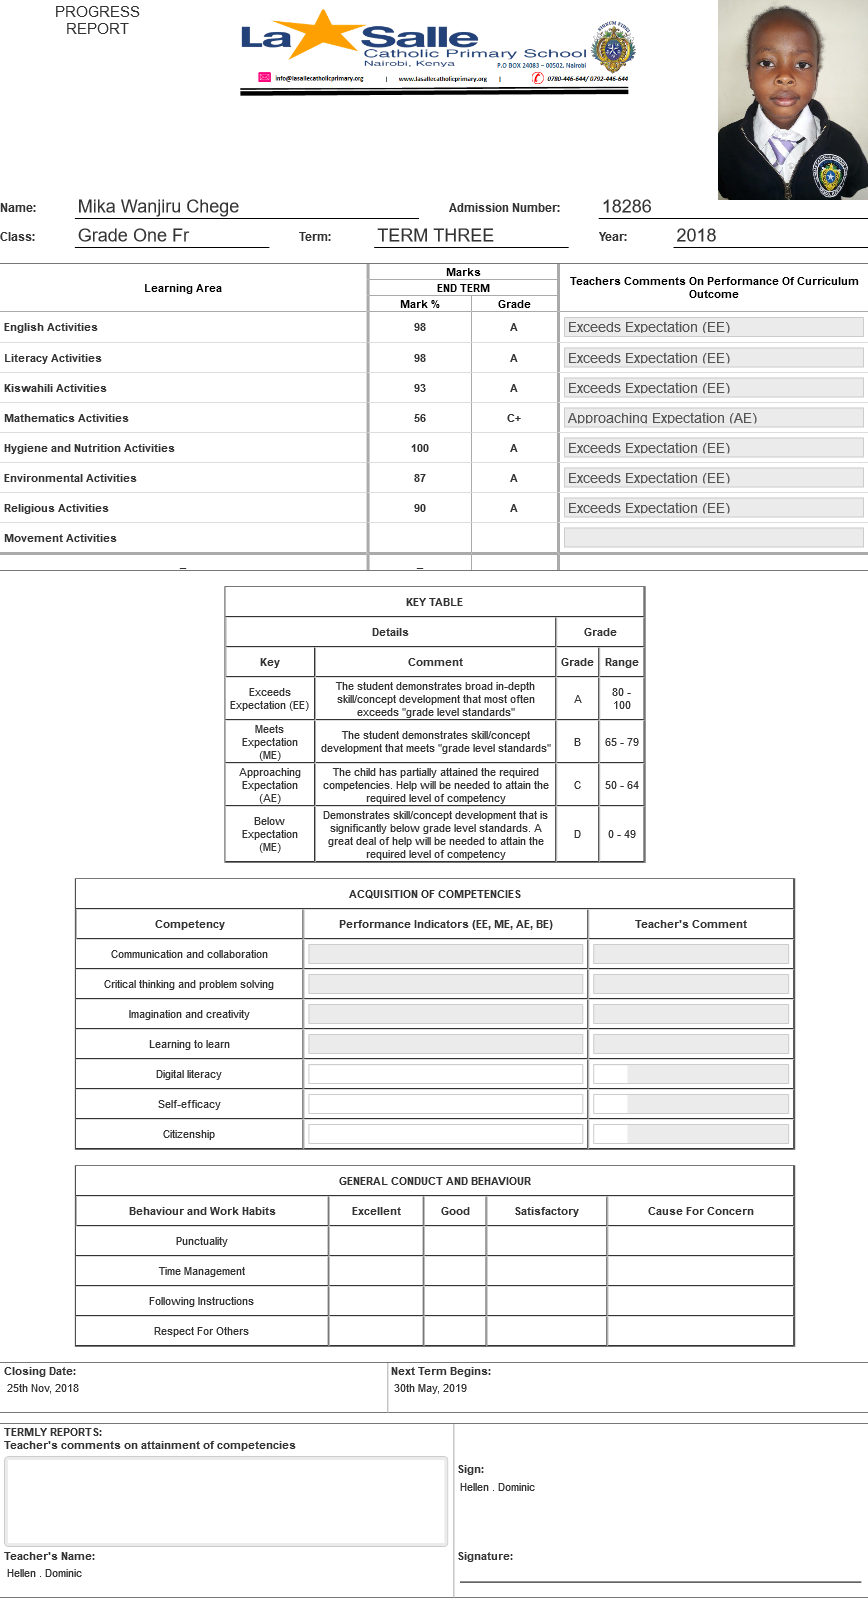 PROGRESS
REPORT
La Salle
Catholic Primary School
Nairobi, Kenya
P.O BOX 24083 – 00502, Nairobi
info@lasallecatholicprimary.org | www.lasallecatholicprimary.org | 0780-446-644/ 0792-446-644
Name: Mika Wanjiru Chege Admission Number: 18286
Class: Grade One Fr Term: TERM THREE Year: 2018
Learning Area Marks Teachers Comments On Performance Of Curriculum Outcome
END TERM
Mark % Grade
English Activities 98 A Exceeds Expectation (EE)
Literacy Activities 98 A Exceeds Expectation (EE)
Kiswahili Activities 93 A Exceeds Expectation (EE)
Mathematics Activities 56 C+ Approaching Expectation (AE)
Hygiene and Nutrition Activities 100 A Exceeds Expectation (EE)
Environmental Activities 87 A Exceeds Expectation (EE)
Religious Activities 90 A Exceeds Expectation (EE)
Movement Activities
_ _
KEY TABLE
Details Grade
Key Comment Grade Range
Exceeds Expectation (EE) The student demonstrates broad in-depth skill/concept development that most often exceeds "grade level standards" A 80 - 100
Meets Expectation (ME) The student demonstrates skill/concept development that meets "grade level standards" B 65 - 79
Approaching Expectation (AE) The child has partially attained the required competencies. Help will be needed to attain the required level of competency C 50 - 64
Below Expectation (ME) Demonstrates skill/concept development that is significantly below grade level standards. A great deal of help will be needed to attain the required level of competency D 0 - 49
ACQUISITION OF COMPETENCIES
Competency Performance Indicators (EE, ME, AE, BE) Teacher's Comment
Communication and collaboration
Critical thinking and problem solving
Imagination and creativity
Learning to learn
Digital literacy
Self-efficacy
Citizenship
GENERAL CONDUCT AND BEHAVIOUR
Behaviour and Work Habits Excellent Good Satisfactory Cause For Concern
Punctuality
Time Management
Following Instructions
Respect For Others
Closing Date: Next Term Begins:
25th Nov, 2018 30th May, 2019
TERMLY REPORTS:
Teacher's comments on attainment of competencies
Sign:
Hellen . Dominic
Teacher's Name: Signature:
Hellen . Dominic